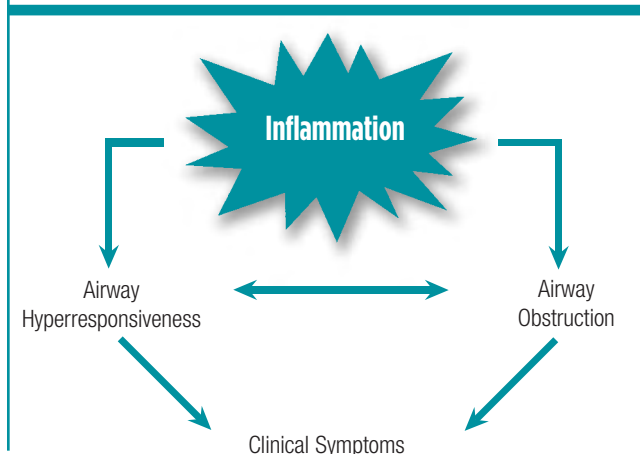 Inflammation
Airway
Hyperresponsiveness
Airway
Obstruction
Clinical Symptoms